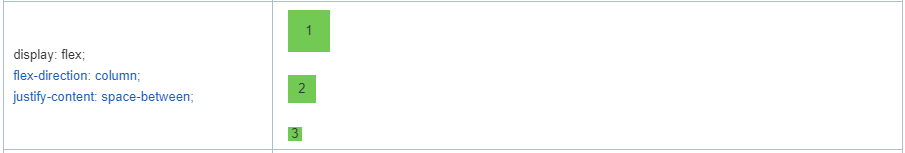 display: flex;
flex-direction: column;
justify-content: space-between;
1
2
3